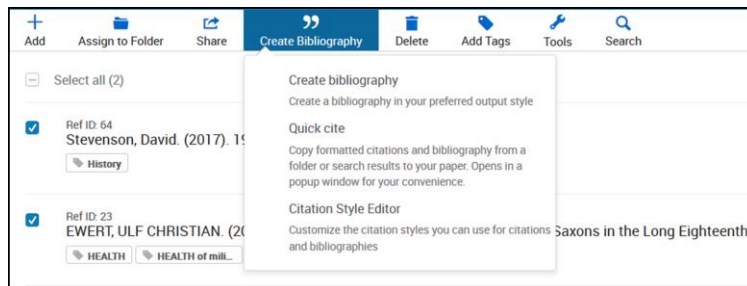 Add Assign to Folder Share Create Bibliography Delete Add Tags Tools Search
Select all (2)
Create bibliography
Create a bibliography in your preferred output style
Quick cite
Copy formatted citations and bibliography from a
folder or search results to your paper. Opens in a
popup window for your convenience.
Citation Style Editor
Customize the citation styles you can use for citations
and bibliographies
Ref ID: 64
Stevenson, David. (2017). 19
History
Ref ID: 23
EWERT, ULF CHRISTIAN. (20 Saxons in the Long Eighteenth
HEALTH HEALTH of mili...